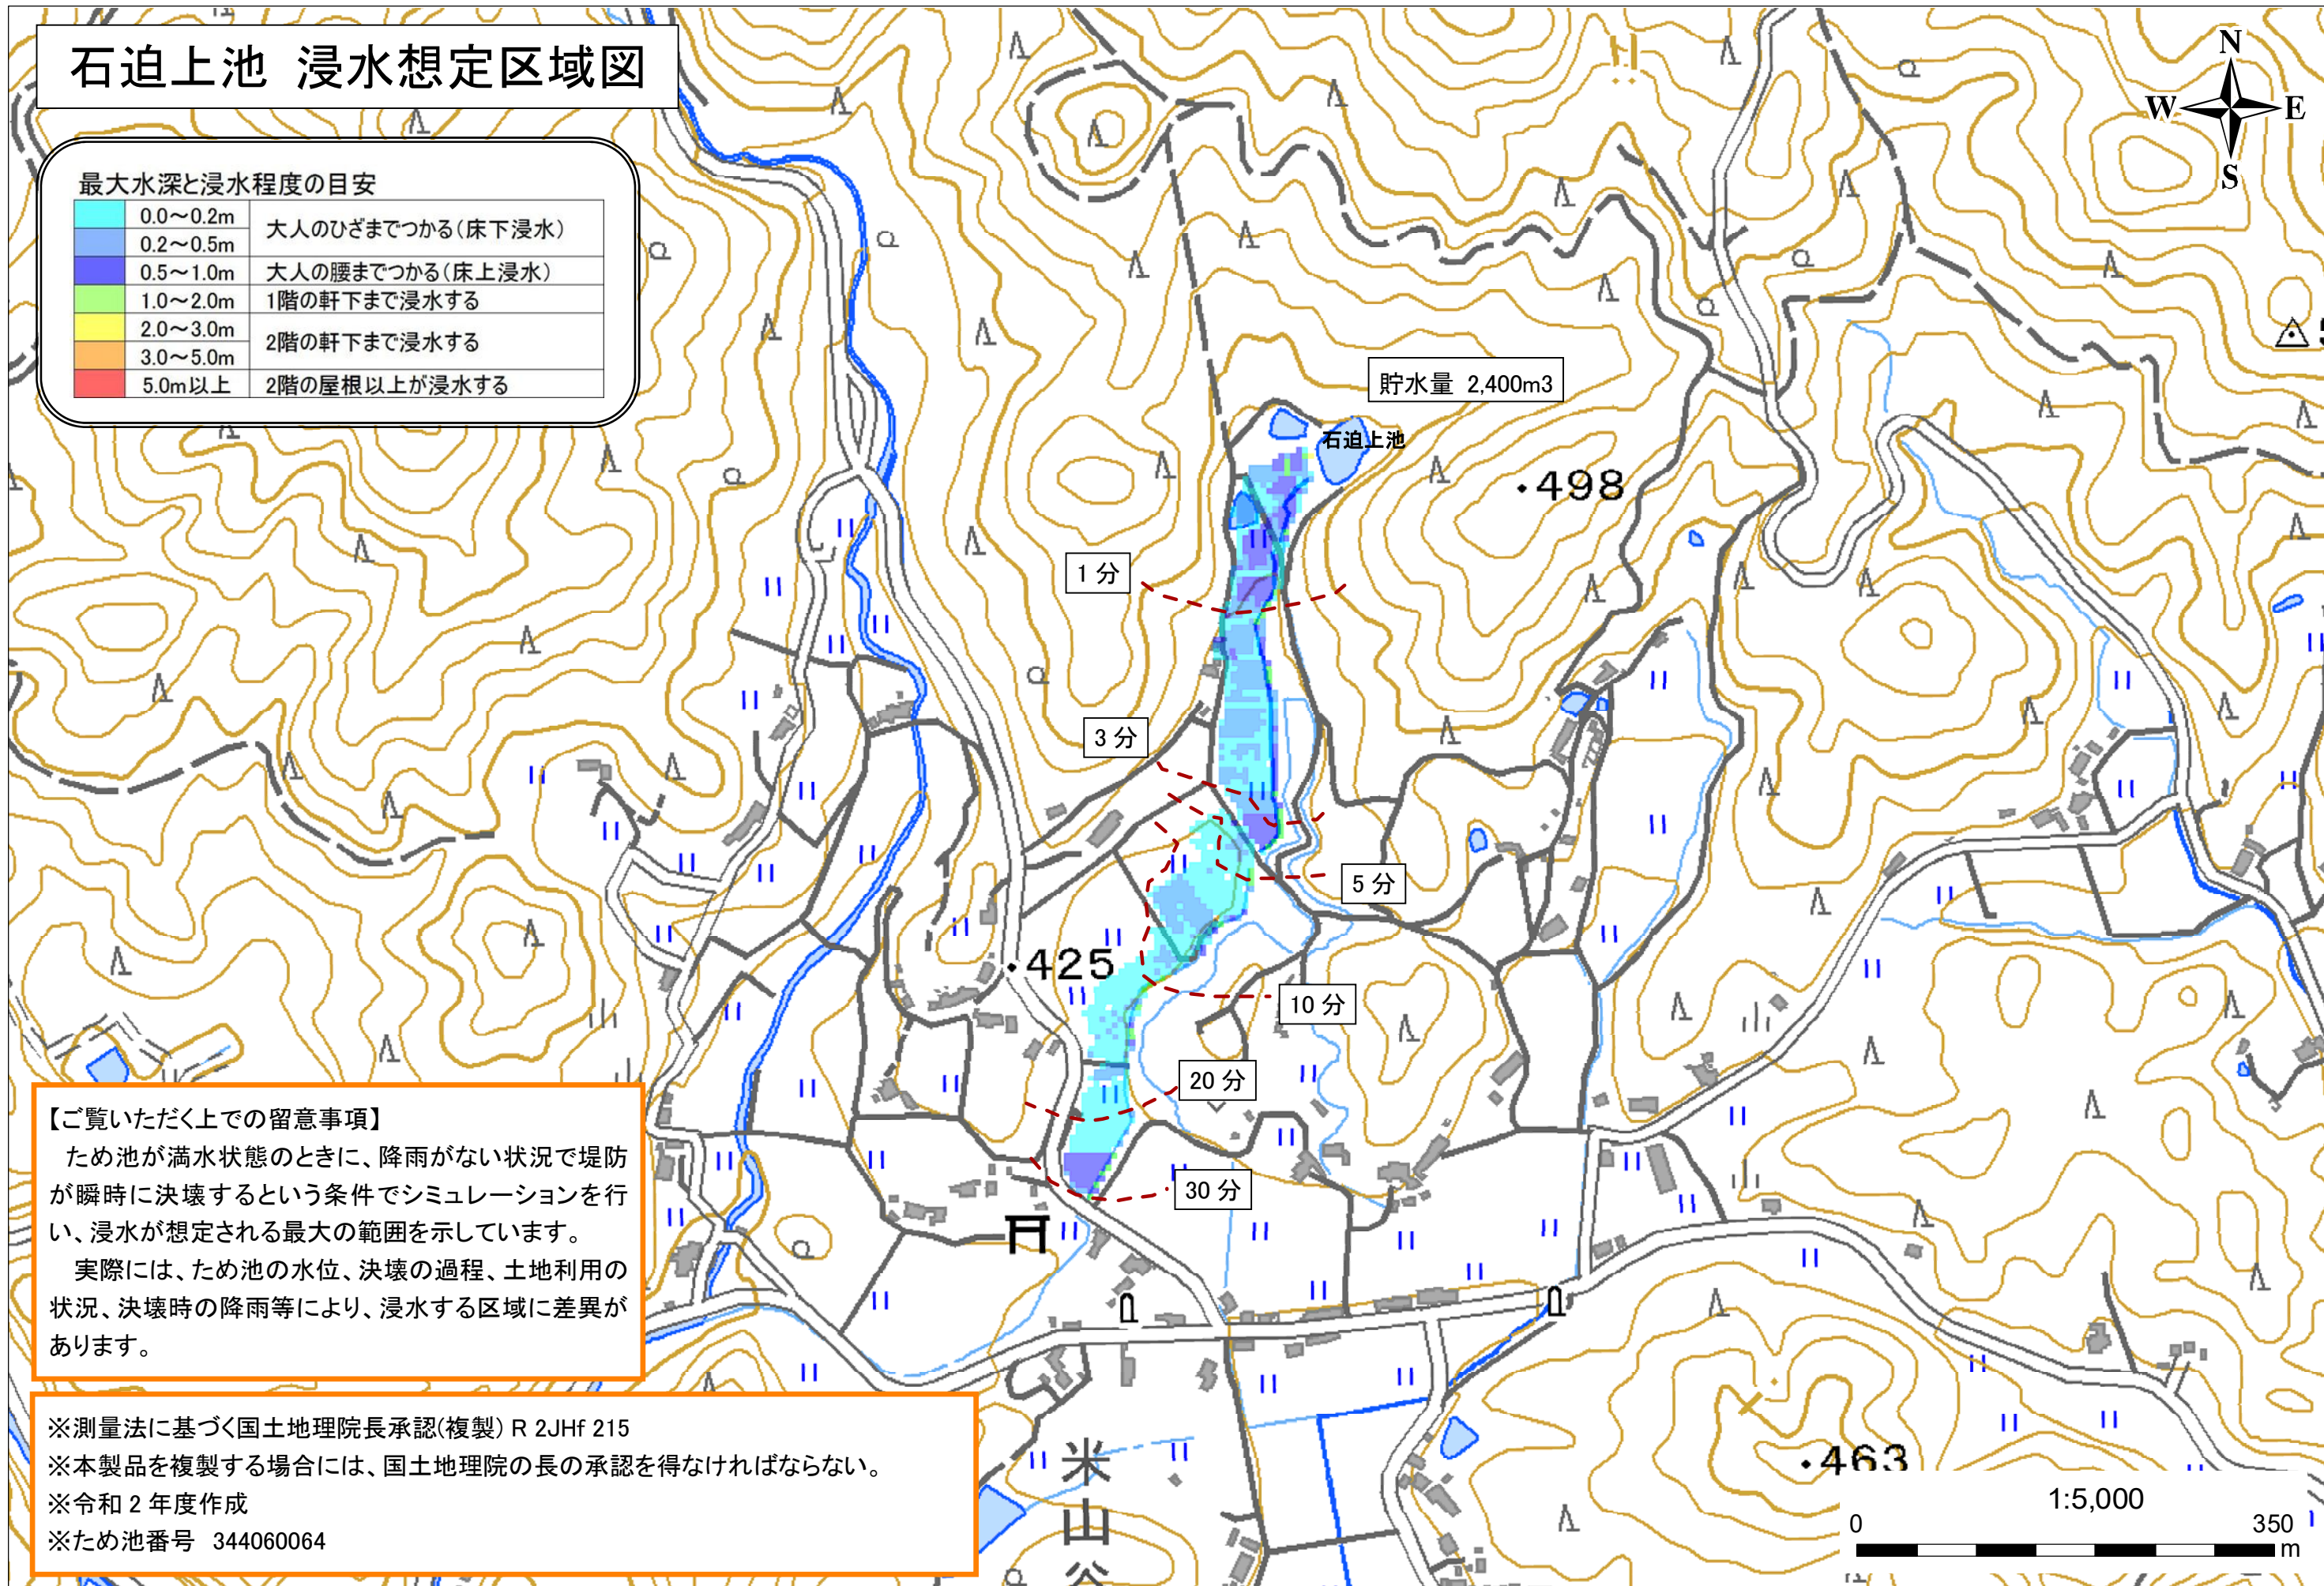 石迫上池 浸水想定区域図
N
W E
S
最大水深と浸水程度の目安
0.0～0.2m
大人のひざまでつかる(床下浸水)
0.2～0.5m
0.5～1.0m 大人の腰までつかる(床上浸水)
1.0～2.0m 1階の軒下まで浸水する
2.0～3.0m
2階の軒下まで浸水する
3.0～5.0m
5.0m以上 2階の屋根以上が浸水する
貯水量 2,400m3
石迫上池
・498
1 分
3 分
5 分
・425
10 分
20 分
30 分
【ご覧いただく上での留意事項】
ため池が満水状態のときに、降雨がない状況で堤防
が瞬時に決壊するという条件でシミュレーションを行
い、浸水が想定される最大の範囲を示しています。
実際には、ため池の水位、決壊の過程、土地利用の
状況、決壊時の降雨等により、浸水する区域に差異が
あります。
※測量法に基づく国土地理院長承認(複製) R 2JHf 215
※本製品を複製する場合には、国土地理院の長の承認を得なければならない。
※令和 2 年度作成
※ため池番号 344060064
米山谷
・463
1:5,000
0 350
m